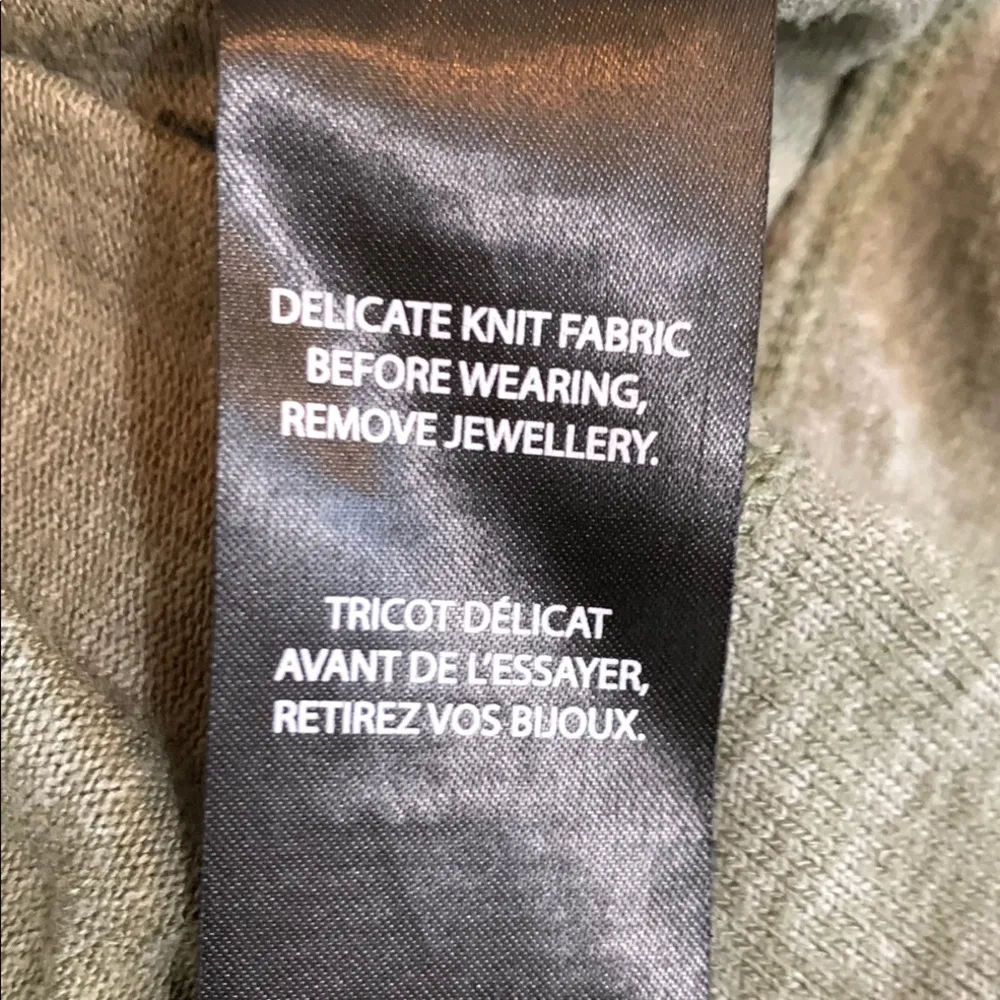 DELICATE KNIT FABRIC
BEFORE WEARING,
REMOVE JEWELLERY.
TRICOT DÉLICAT
AVANT DE L'ESSAYER,
RETIREZ VOS BIJOUX.